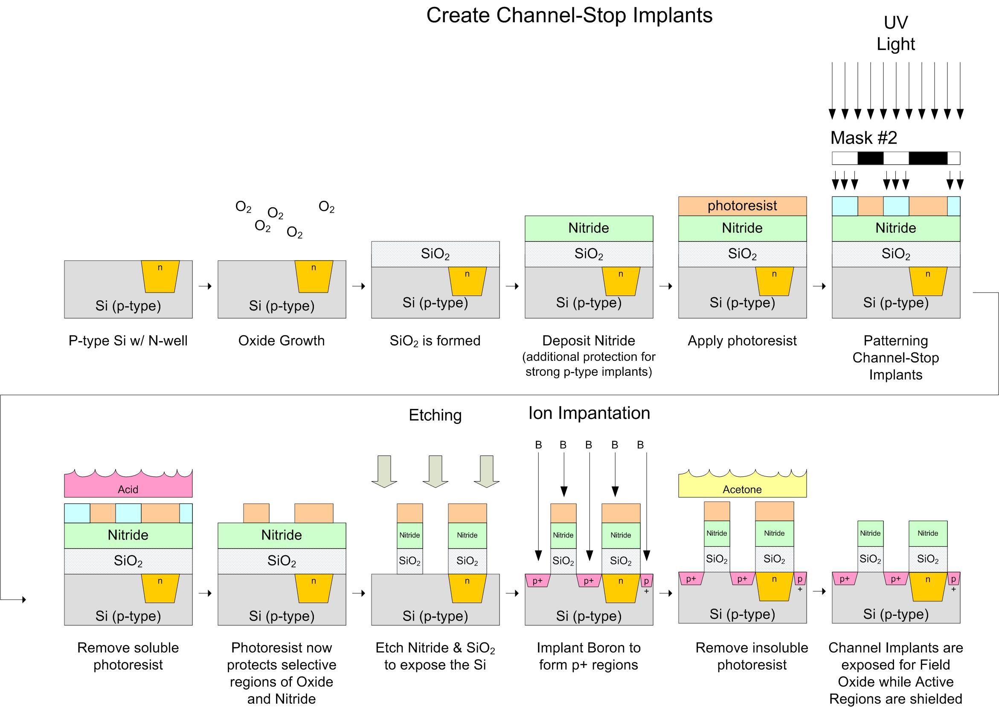 Create Channel-Stop Implants
UV
Light
Mask #2
O2
O2
O2
O2
O2
n
Si (p-type)
P-type Si w/ N-well
n
Si (p-type)
Oxide Growth
SiO2
n
Si (p-type)
SiO2 is formed
Nitride
SiO2
n
Si (p-type)
Deposit Nitride
(additional protection for
strong p-type implants)
photoresist
Nitride
SiO2
n
Si (p-type)
Apply photoresist
Nitride
SiO2
n
Si (p-type)
Patterning
Channel-Stop
Implants
Acid
Nitride
SiO2
n
Si (p-type)
Remove soluble
photoresist
Nitride
SiO2
n
Si (p-type)
Photoresist now
protects selective
regions of Oxide
and Nitride
Etching
Nitride Nitride
SiO2 SiO2
n
Si (p-type)
Etch Nitride & SiO2
to expose the Si
Ion Impantation
B B B B B
Nitride Nitride
SiO2 SiO2
p+ p+ n p
+
Si (p-type)
Implant Boron to
form p+ regions
Acetone
Nitride Nitride
SiO2 SiO2
p+ p+ n p
+
Si (p-type)
Remove insoluble
photoresist
Nitride Nitride
SiO2 SiO2
p+ p+ n p
+
Si (p-type)
Channel Implants are
exposed for Field
Oxide while Active
Regions are shielded